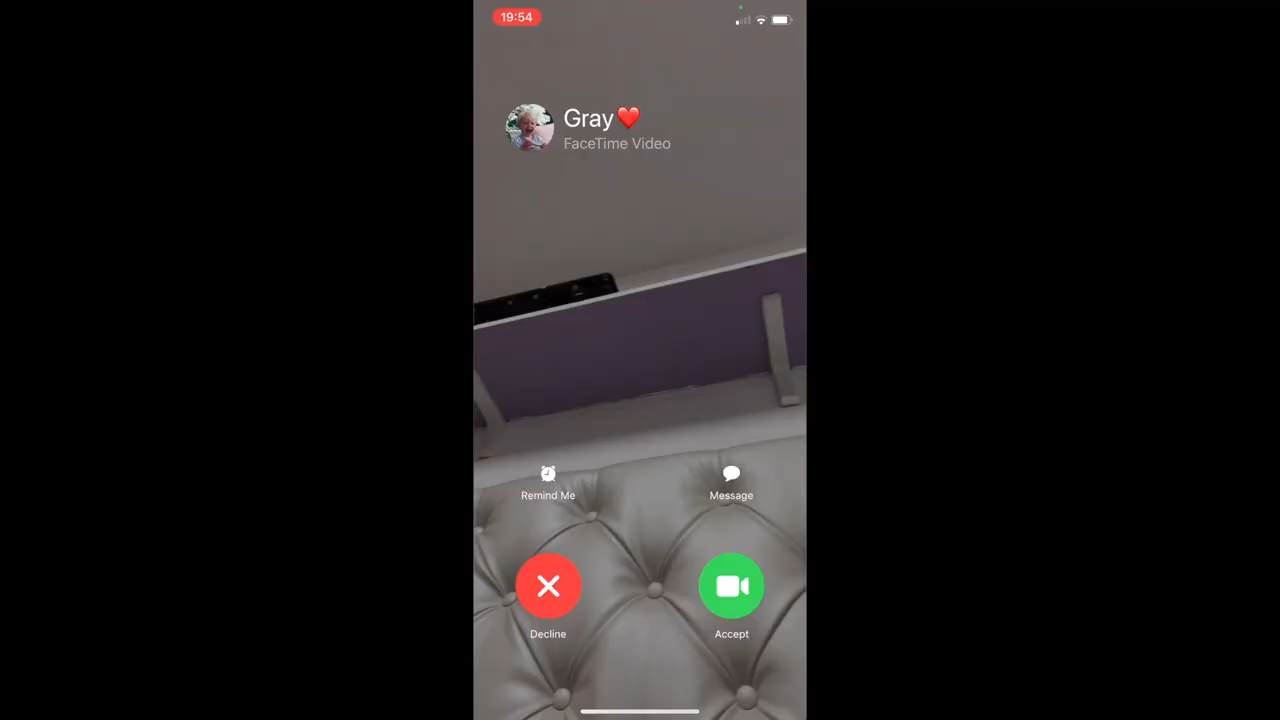 19:54
Gray❤️
FaceTime Video
Remind Me
Message
Decline
Accept